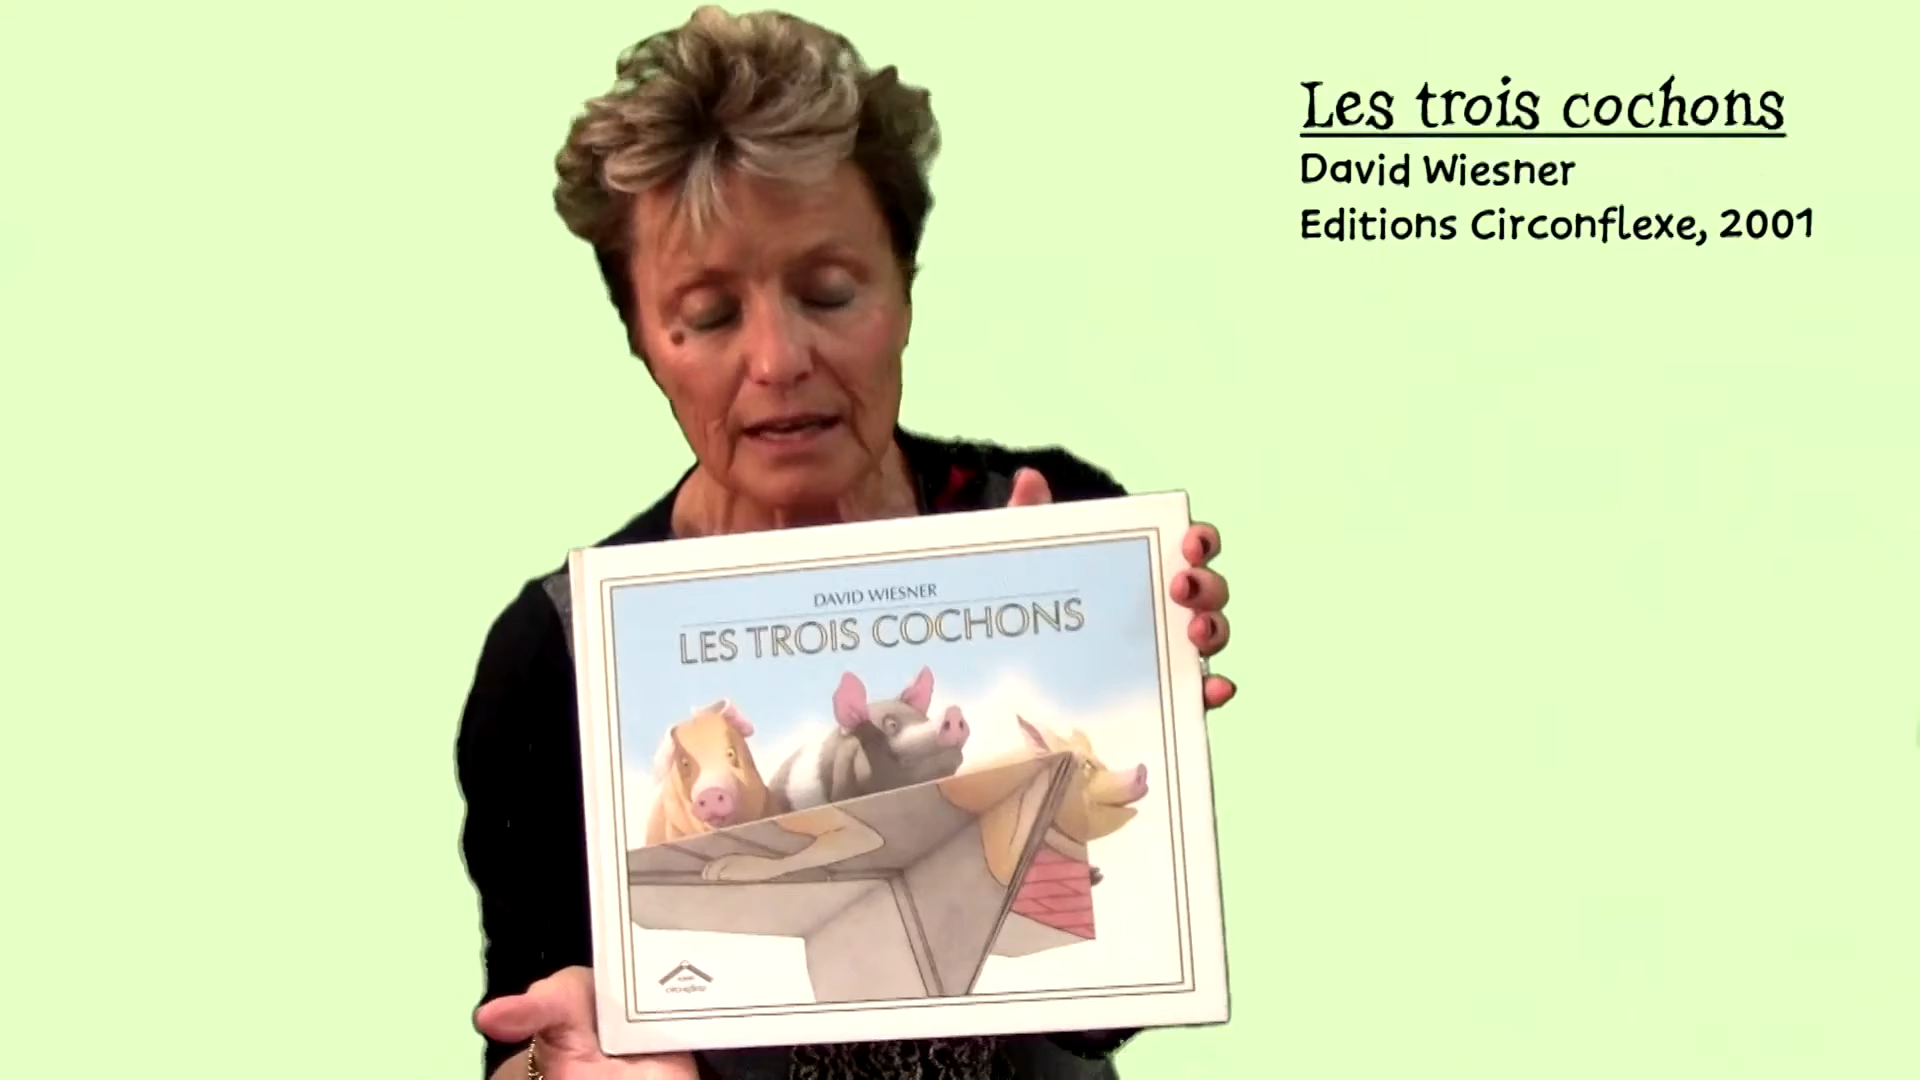 Les trois cochons
David Wiesner
Editions Circonflexe, 2001
DAVID WIESNER
LES TROIS COCHONS